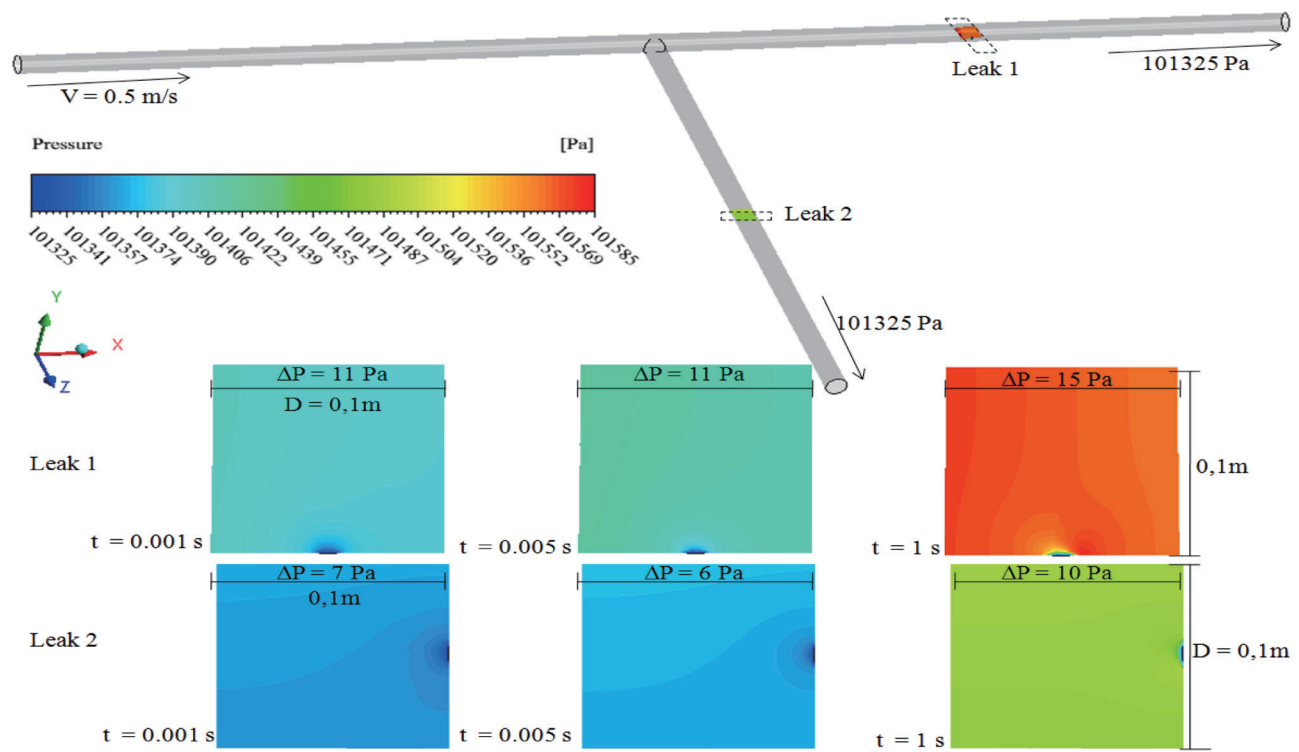 Leak 1
101325 Pa
V = 0.5 m/s
Pressure [Pa]
101325 101341 101357 101374 101390 101406 101422 101439 101455 101471 101487 101504 101520 101536 101552 101569 101585
Leak 2
101325 Pa
Y
X
Z
ΔP = 11 Pa
D = 0,1m
ΔP = 11 Pa
ΔP = 15 Pa
Leak 1
0,1m
t = 0.001 s
t = 0.005 s
t = 1 s
ΔP = 7 Pa
0,1m
ΔP = 6 Pa
ΔP = 10 Pa
Leak 2
D = 0,1m
t = 0.001 s
t = 0.005 s
t = 1 s